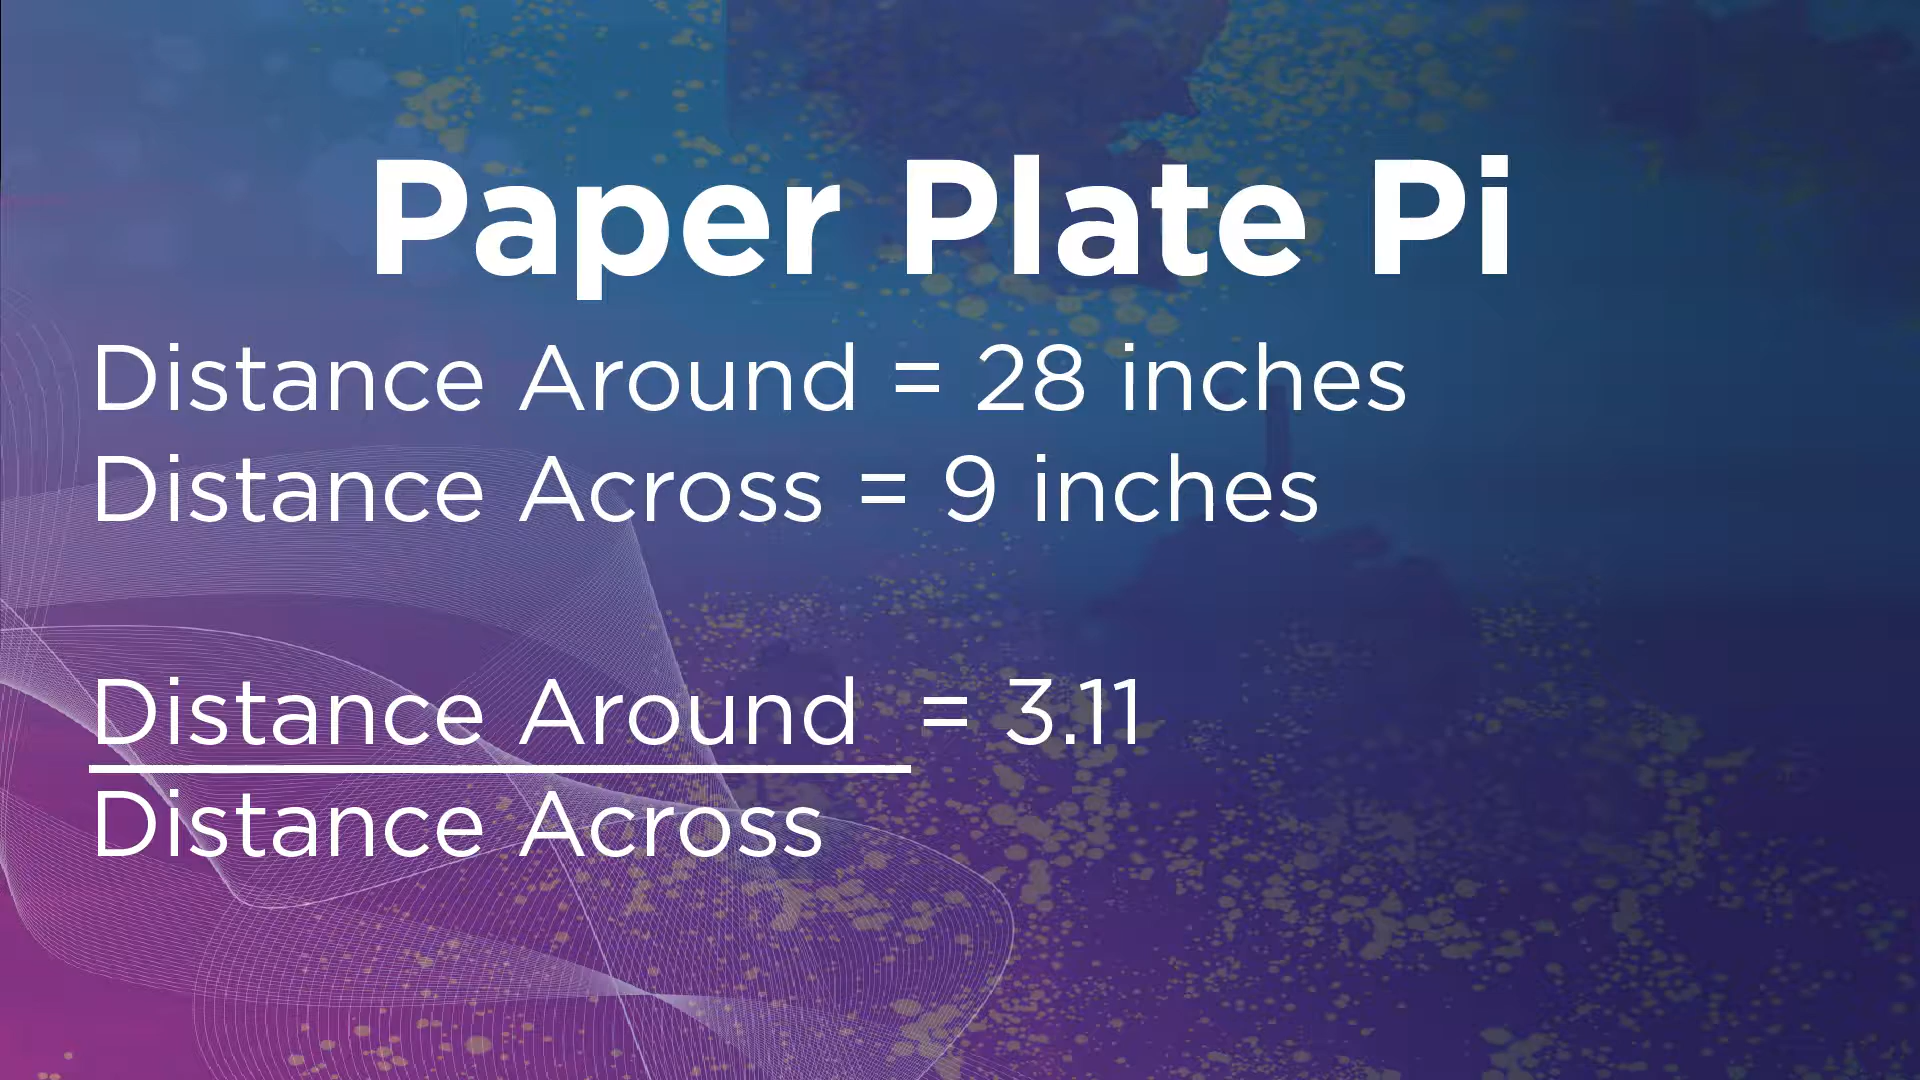 Paper Plate Pi
Distance Around = 28 inches
Distance Across = 9 inches
Distance Around = 3.11
Distance Across